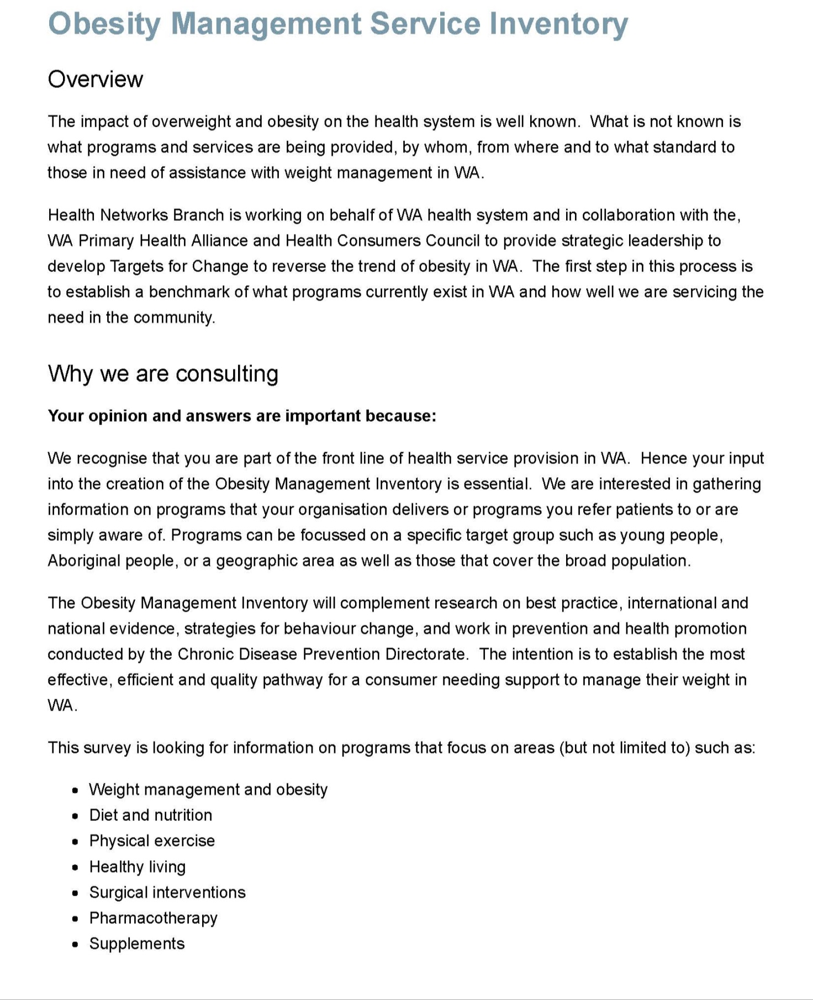 Obesity Management Service Inventory
Overview
The impact of overweight and obesity on the health system is well known.  What is not known is
what programs and services are being provided, by whom, from where and to what standard to
those in need of assistance with weight management in WA.
Health Networks Branch is working on behalf of WA health system and in collaboration with the,
WA Primary Health Alliance and Health Consumers Council to provide strategic leadership to
develop Targets for Change to reverse the trend of obesity in WA.  The first step in this process is
to establish a benchmark of what programs currently exist in WA and how well we are servicing the
need in the community.
Why we are consulting
Your opinion and answers are important because:
We recognise that you are part of the front line of health service provision in WA.  Hence your input
into the creation of the Obesity Management Inventory is essential.  We are interested in gathering
information on programs that your organisation delivers or programs you refer patients to or are
simply aware of. Programs can be focussed on a specific target group such as young people,
Aboriginal people, or a geographic area as well as those that cover the broad population.
The Obesity Management Inventory will complement research on best practice, international and
national evidence, strategies for behaviour change, and work in prevention and health promotion
conducted by the Chronic Disease Prevention Directorate.  The intention is to establish the most
effective, efficient and quality pathway for a consumer needing support to manage their weight in
WA.
This survey is looking for information on programs that focus on areas (but not limited to) such as:
• Weight management and obesity
• Diet and nutrition
• Physical exercise
• Healthy living
• Surgical interventions
• Pharmacotherapy
• Supplements